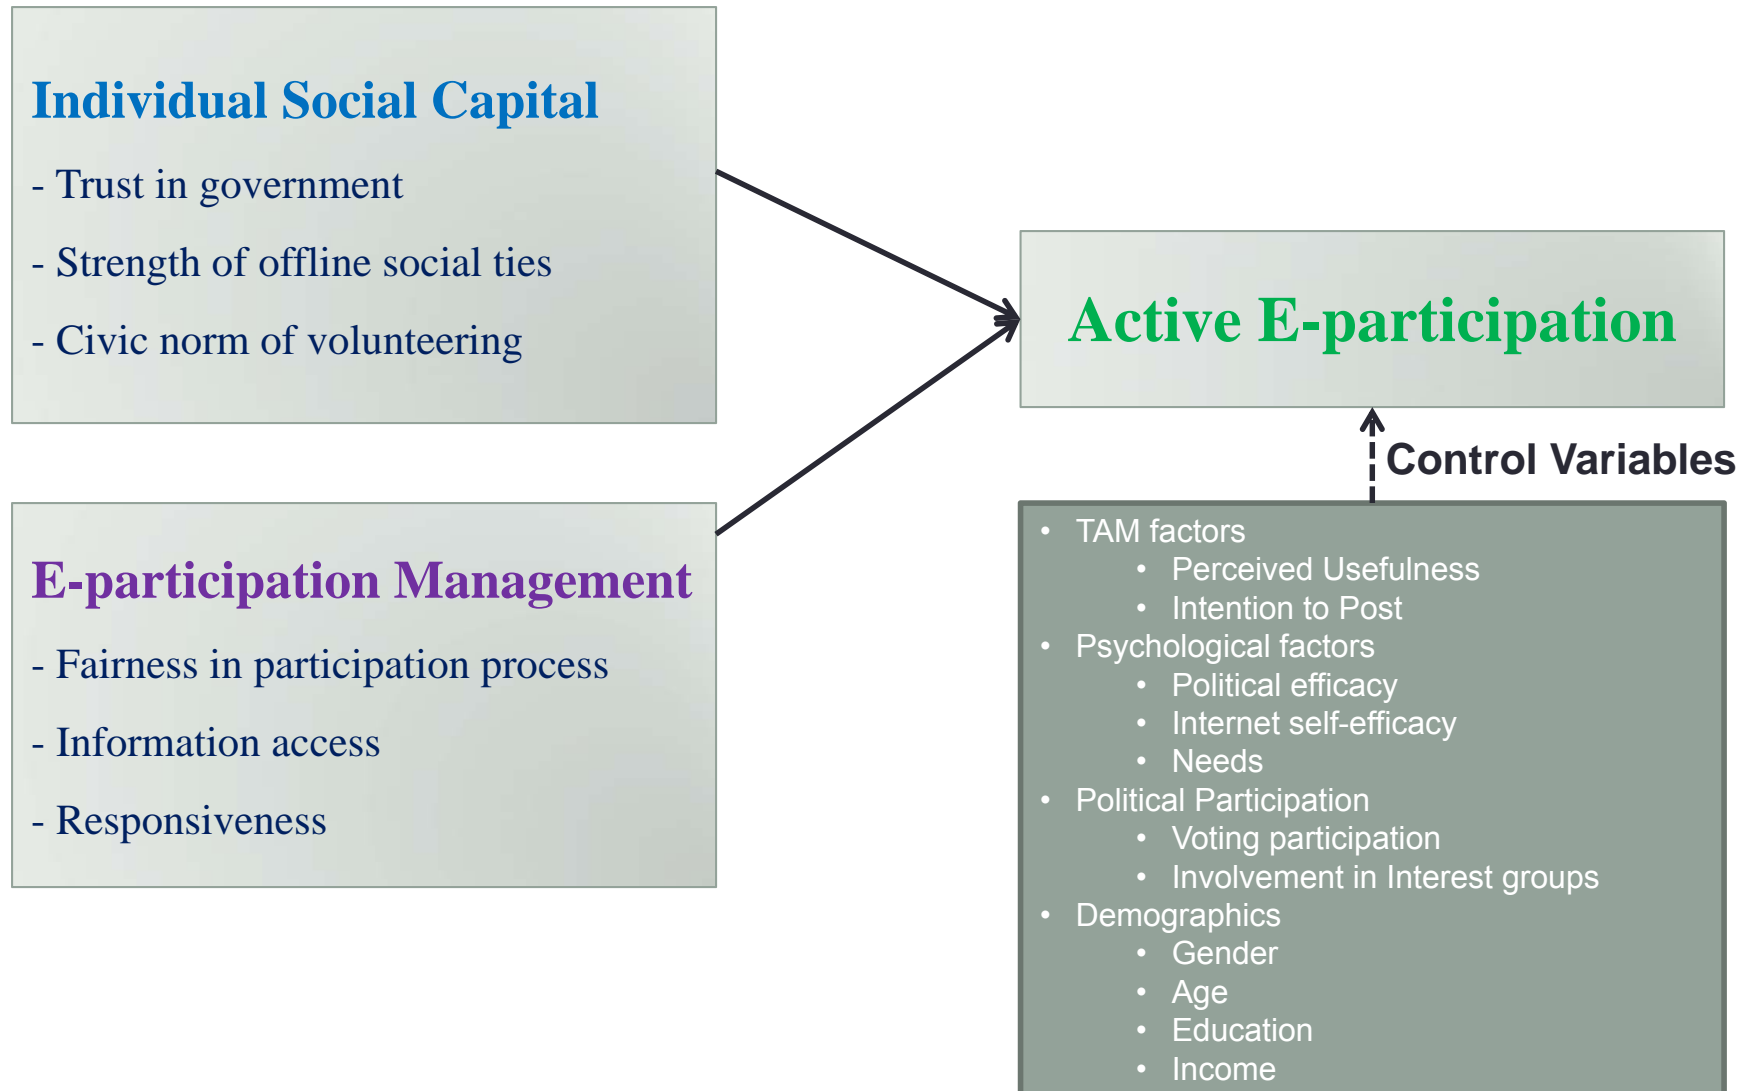 Individual Social Capital
- Trust in government
- Strength of offline social ties
- Civic norm of volunteering
E-participation Management
- Fairness in participation process
- Information access
- Responsiveness
Active E-participation
Control Variables
• TAM factors
• Perceived Usefulness
• Intention to Post
• Psychological factors
• Political efficacy
• Internet self-efficacy
• Needs
• Political Participation
• Voting participation
• Involvement in Interest groups
• Demographics
• Gender
• Age
• Education
• Income